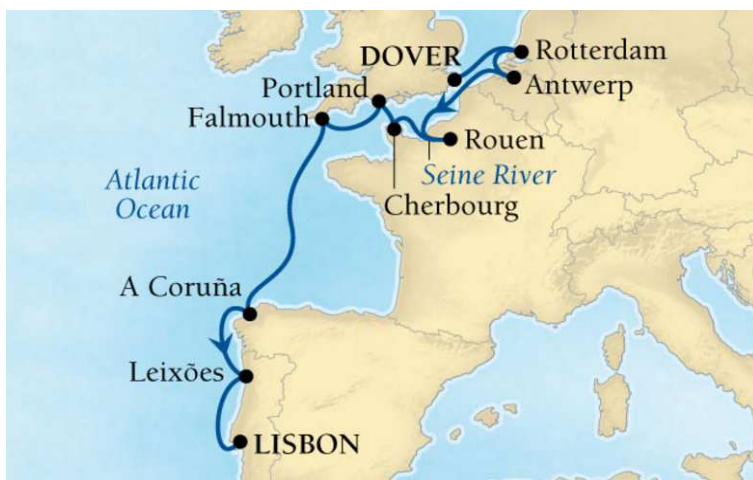 DOVER
Rotterdam
Portland
Antwerp
Falmouth
Rouen
Seine River
Atlantic
Ocean
Cherbourg
A Coruña
Leixões
LISBON